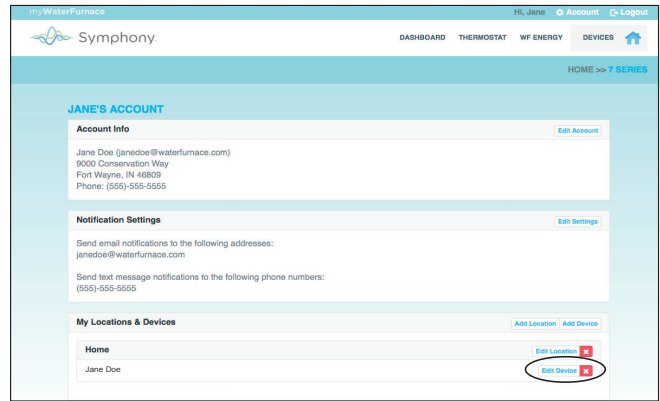 myWaterFurnace Hi, Jane Account Logout
Symphony DASHBOARD THERMOSTAT WF ENERGY DEVICES
HOME >> 7 SERIES
JANE'S ACCOUNT
Account Info Edit Account
Jane Doe (janedoe@waterfurnace.com)
9000 Conservation Way
Fort Wayne, IN 46809
Phone: (555)-555-5555
Notification Settings Edit Settings
Send email notifications to the following addresses:
janedoe@waterfurnace.com
Send text message notifications to the following phone numbers:
(555)-555-5555
My Locations & Devices Add Location Add Device
Home Edit Location x
Jane Doe Edit Device x